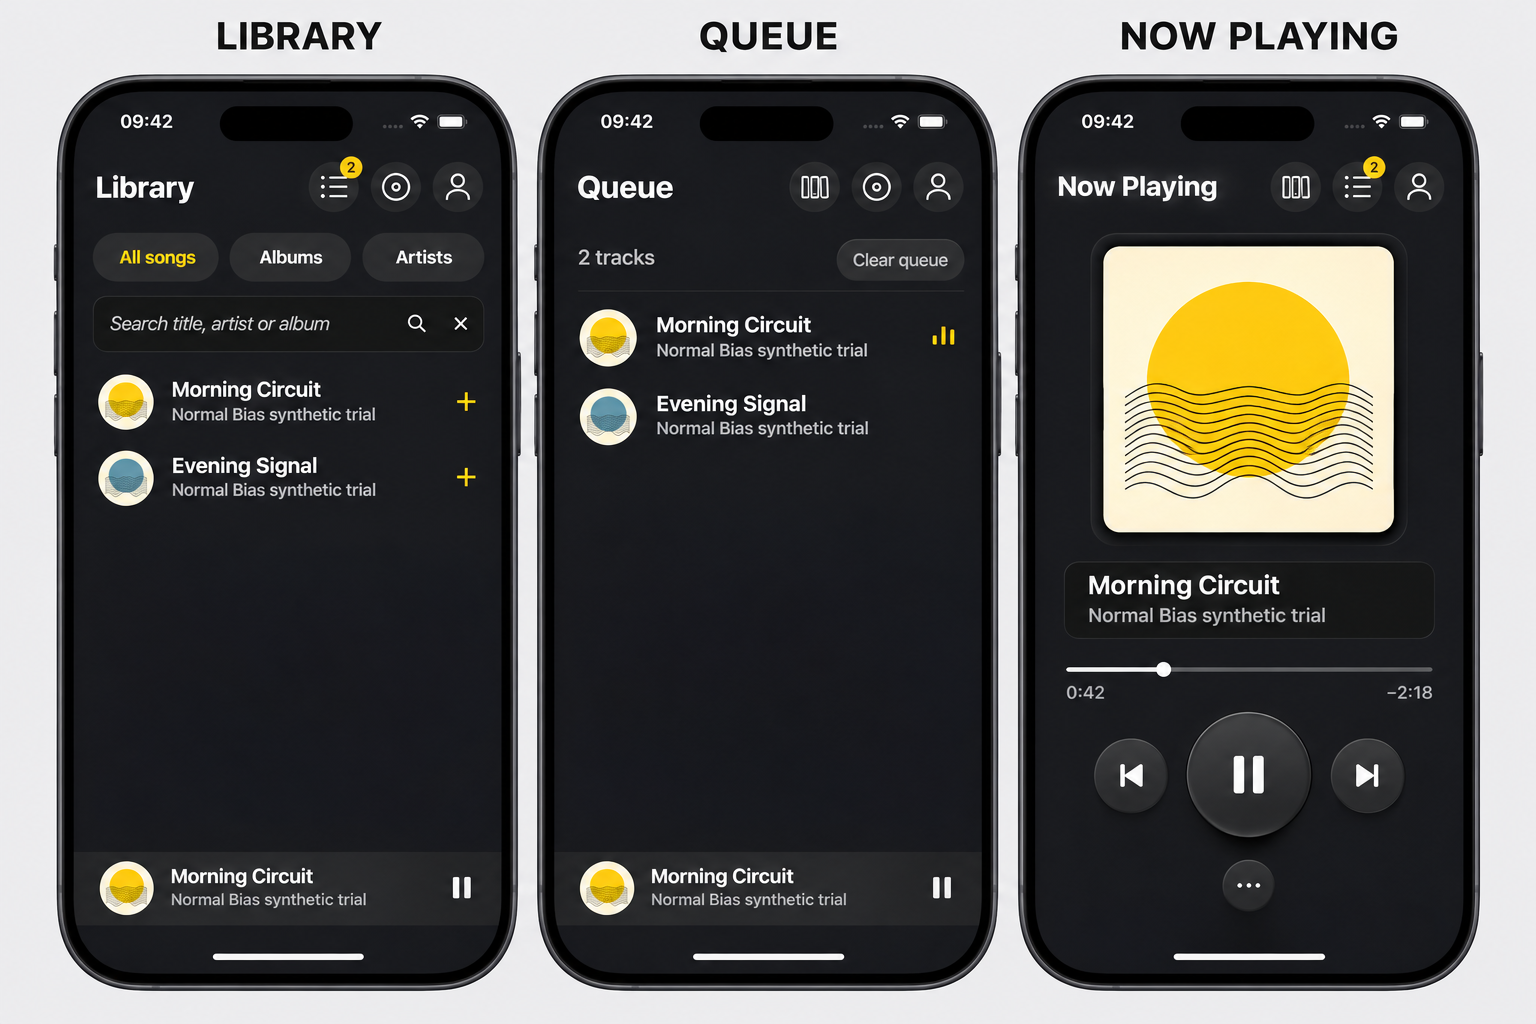 LIBRARY
09:42
Library
2
All songs
Albums
Artists
Search title, artist or album
Morning Circuit
Normal Bias synthetic trial
Evening Signal
Normal Bias synthetic trial
Morning Circuit
Normal Bias synthetic trial
QUEUE
09:42
Queue
2 tracks
Clear queue
Morning Circuit
Normal Bias synthetic trial
Evening Signal
Normal Bias synthetic trial
Morning Circuit
Normal Bias synthetic trial
NOW PLAYING
09:42
Now Playing
2
Morning Circuit
Normal Bias synthetic trial
0:42
−2:18